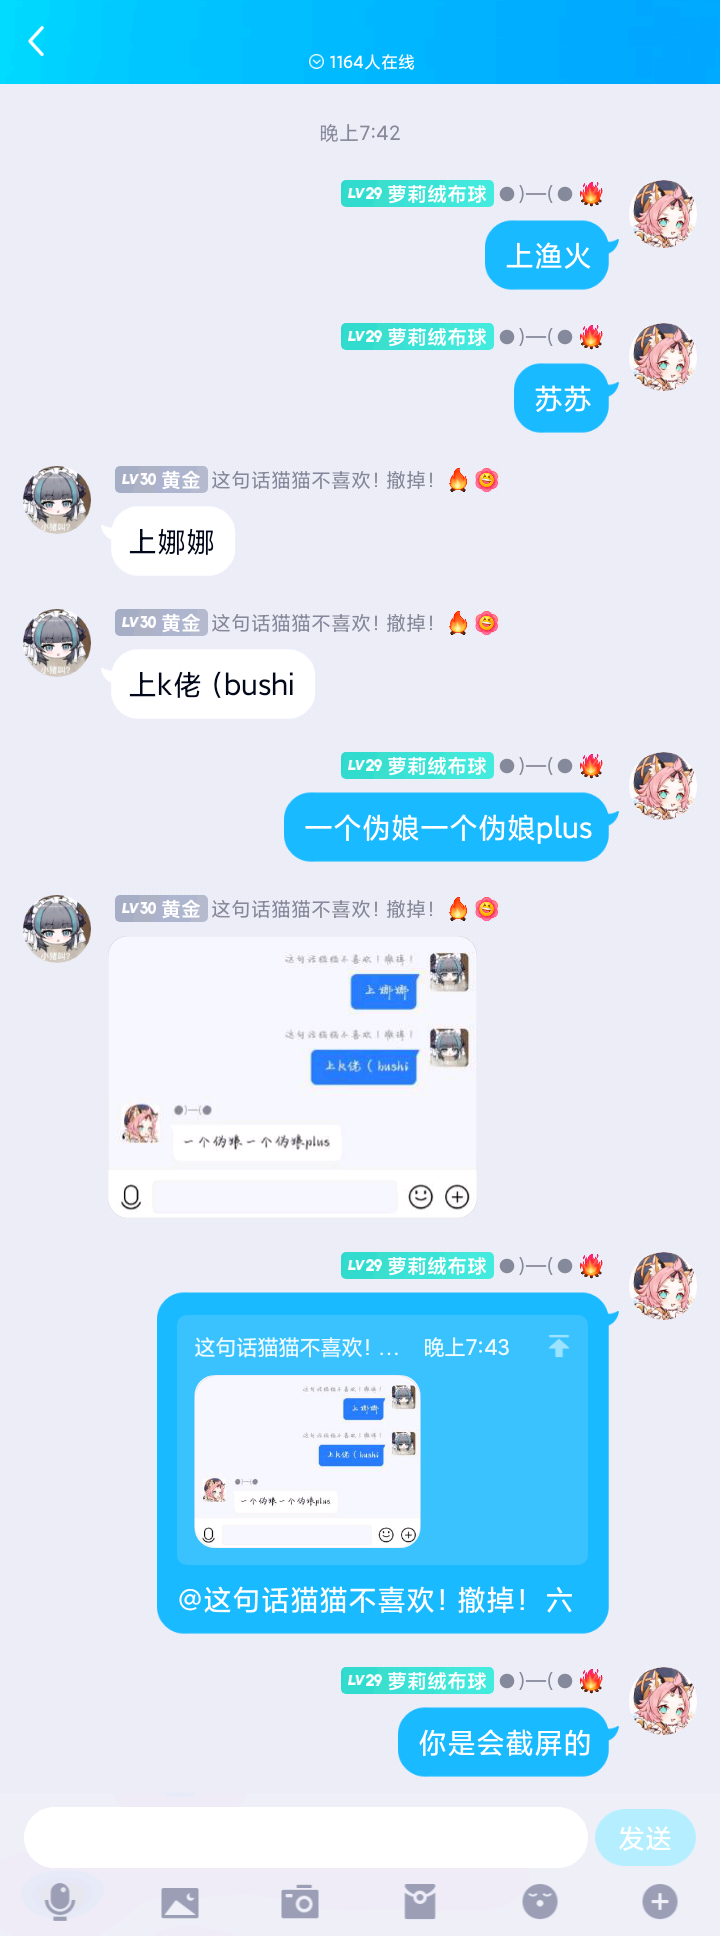 1164人在线
晚上7:42
LV29 萝莉绒布球 ●)—(●
上渔火
LV29 萝莉绒布球 ●)—(●
苏苏
LV30 黄金 这句话猫猫不喜欢！撤掉！
上娜娜
小猪叫?
LV30 黄金 这句话猫猫不喜欢！撤掉！
上k佬（bushi
小猪叫?
LV29 萝莉绒布球 ●)—(●
一个伪娘一个伪娘plus
LV30 黄金 这句话猫猫不喜欢！撤掉！
小猪叫?
这句话猫猫不喜欢！撤掉！
上娜娜
这句话猫猫不喜欢！撤掉！
上k佬（bushi
●)—(●
一个伪娘一个伪娘plus
LV29 萝莉绒布球 ●)—(●
这句话猫猫不喜欢！... 晚上7:43
这句话猫猫不喜欢！撤掉！
上娜娜
这句话猫猫不喜欢！撤掉！
上k佬（bushi
●)—(●
一个伪娘一个伪娘plus
@这句话猫猫不喜欢！撤掉！ 六
LV29 萝莉绒布球 ●)—(●
你是会截屏的
发送